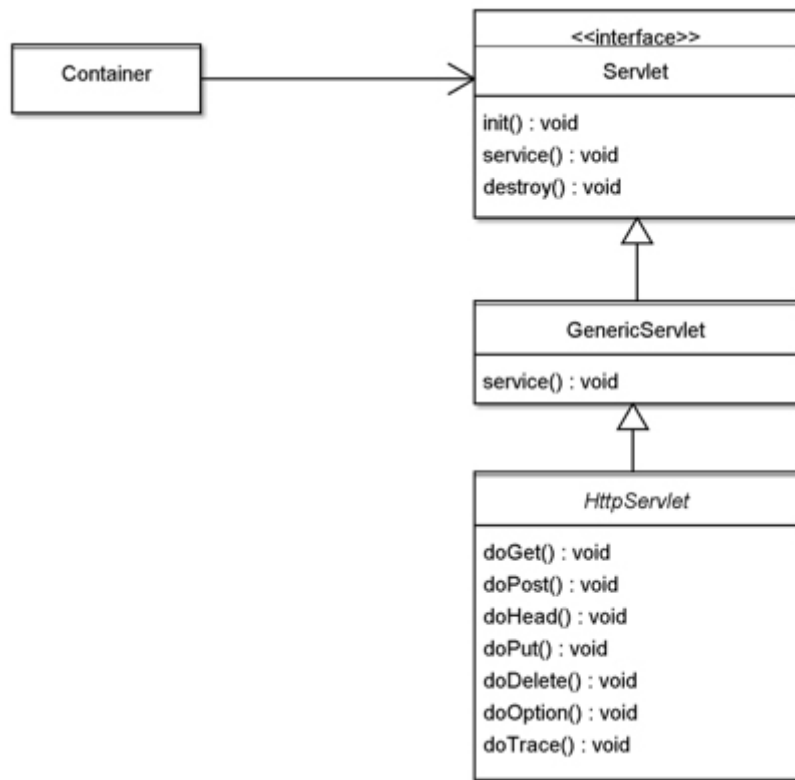 Container
<<interface>>
Servlet
init() : void
service() : void
destroy() : void
GenericServlet
service() : void
HttpServlet
doGet() : void
doPost() : void
doHead() : void
doPut() : void
doDelete() : void
doOption() : void
doTrace() : void